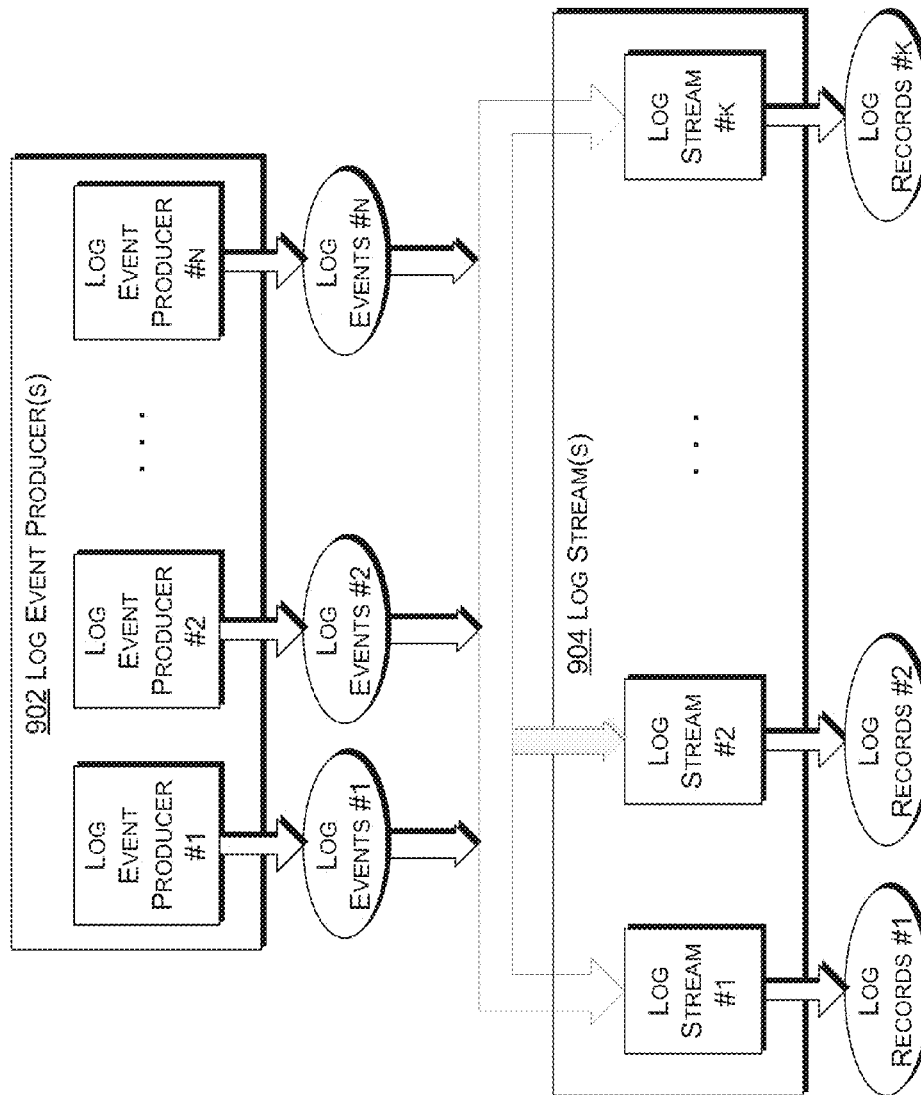 902 LOG EVENT PRODUCER(S)
LOG
EVENT
PRODUCER
#1
LOG
EVENT
PRODUCER
#2
. . .
LOG
EVENT
PRODUCER
#N
LOG
EVENTS #1
LOG
EVENTS #2
LOG
EVENTS #N
904 LOG STREAM(S)
LOG
STREAM
#1
LOG
STREAM
#2
. . .
LOG
STREAM
#K
LOG
RECORDS #1
LOG
RECORDS #2
LOG
RECORDS #K